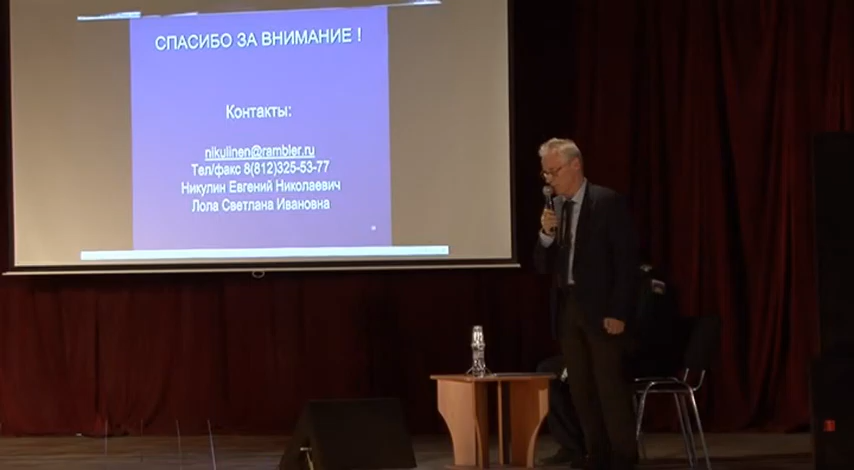 СПАСИБО ЗА ВНИМАНИЕ !
Контакты:
nikulinen@rambler.ru
Тел/факс 8(812)325-53-77
Никулин Евгений Николаевич
Лола Светлана Ивановна